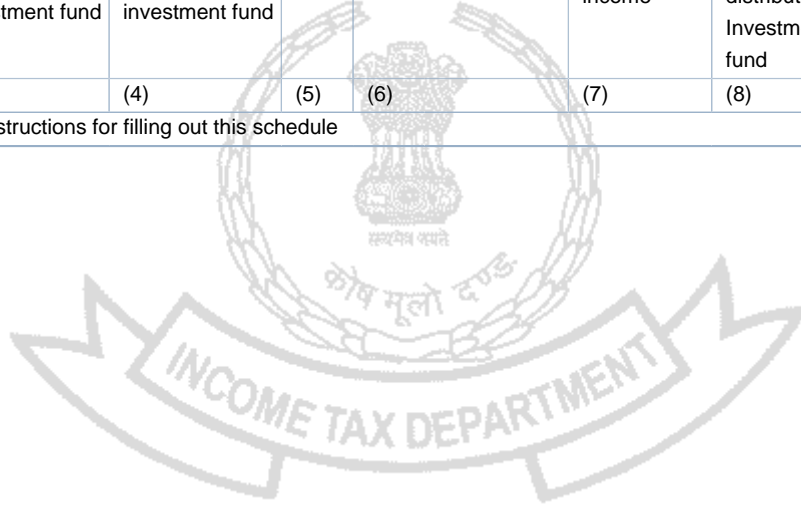 income
distribut
tment fund
investment fund
Investm
fund
(4)
(5)
(6)
(7)
(8)
structions for filling out this schedule
सत्यमेव जयते
कोष मूलो दण्डः
INCOME TAX DEPARTMENT